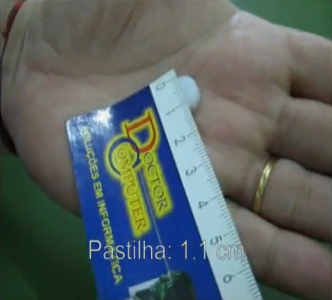 DOCTOR
COMPUTER
SOLUÇÕES EM INFORMÁTICA
0 1 2 3 4 5 6
Pastilha: 1.1 cm